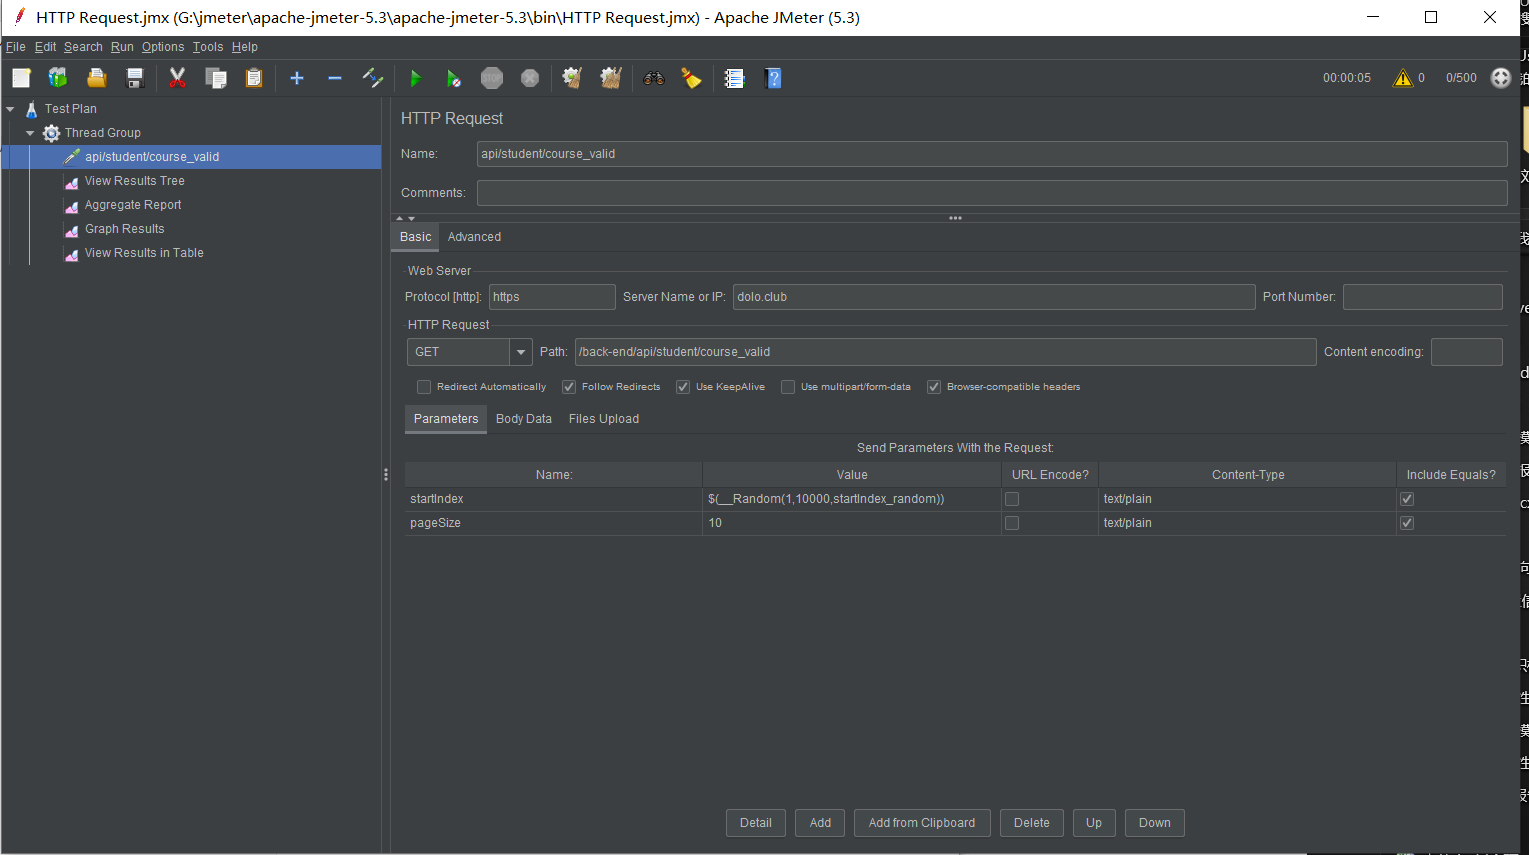 HTTP Request.jmx (G:\jmeter\apache-jmeter-5.3\apache-jmeter-5.3\bin\HTTP Request.jmx) - Apache JMeter (5.3)
File Edit Search Run Options Tools Help
STOP
00:00:05 0 0/500
Test Plan
Thread Group
api/student/course_valid
View Results Tree
Aggregate Report
Graph Results
View Results in Table
HTTP Request
Name: api/student/course_valid
Comments:
Basic Advanced
Web Server
Protocol [http]: https Server Name or IP: dolo.club Port Number:
HTTP Request
GET Path: /back-end/api/student/course_valid Content encoding:
Redirect Automatically Follow Redirects Use KeepAlive Use multipart/form-data Browser-compatible headers
Parameters Body Data Files Upload
Send Parameters With the Request:
Name: Value URL Encode? Content-Type Include Equals?
startIndex $(__Random(1,10000,startIndex_random)) text/plain
pageSize 10 text/plain
Detail Add Add from Clipboard Delete Up Down